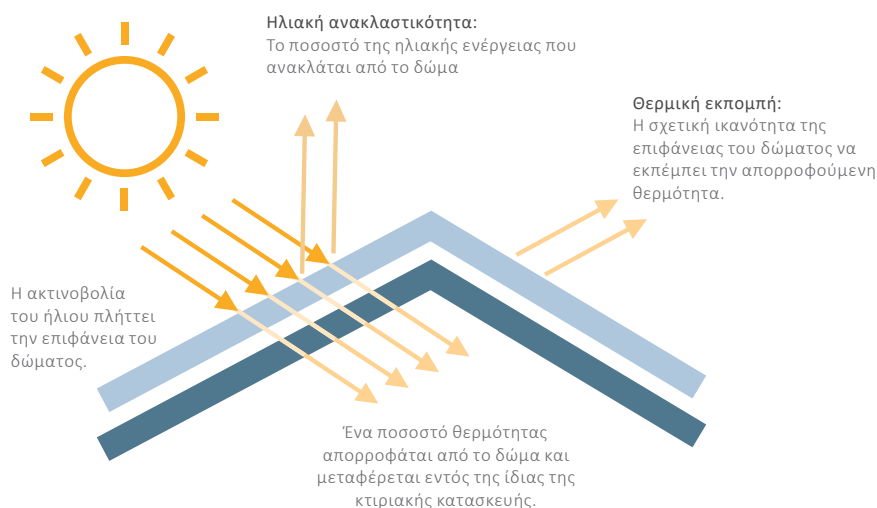 Ηλιακή ανακλαστικότητα:
Το ποσοστό της ηλιακής ενέργειας που
ανακλάται από το δώμα
Θερμική εκπομπή:
Η σχετική ικανότητα της
επιφάνειας του δώματος να
εκπέμπει την απορροφούμενη
θερμότητα.
Η ακτινοβολία
του ήλιου πλήττει
την επιφάνεια του
δώματος.
Ένα ποσοστό θερμότητας
απορροφάται από το δώμα και
μεταφέρεται εντός της ίδιας της
κτιριακής κατασκευής.